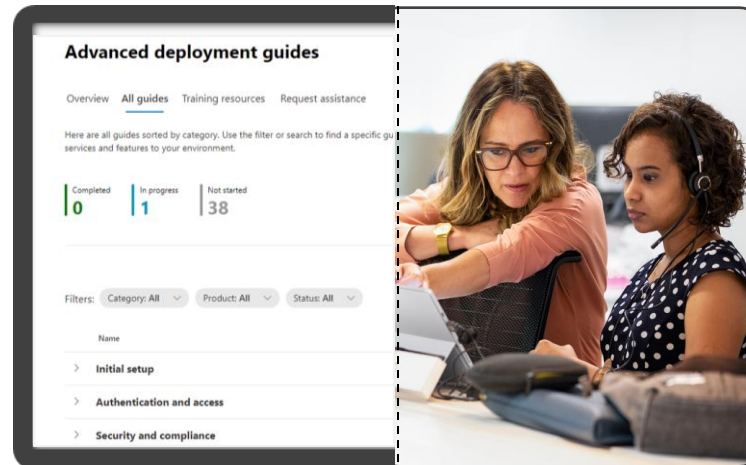 Advanced deployment guides
Overview All guides Training resources Request assistance
Here are all guides sorted by category. Use the filter or search to find a specific gu
services and features to your environment.
Completed In progress Not started
0 1 38
Filters: Category: All Product: All Status: All
Name
Initial setup
Authentication and access
Security and compliance